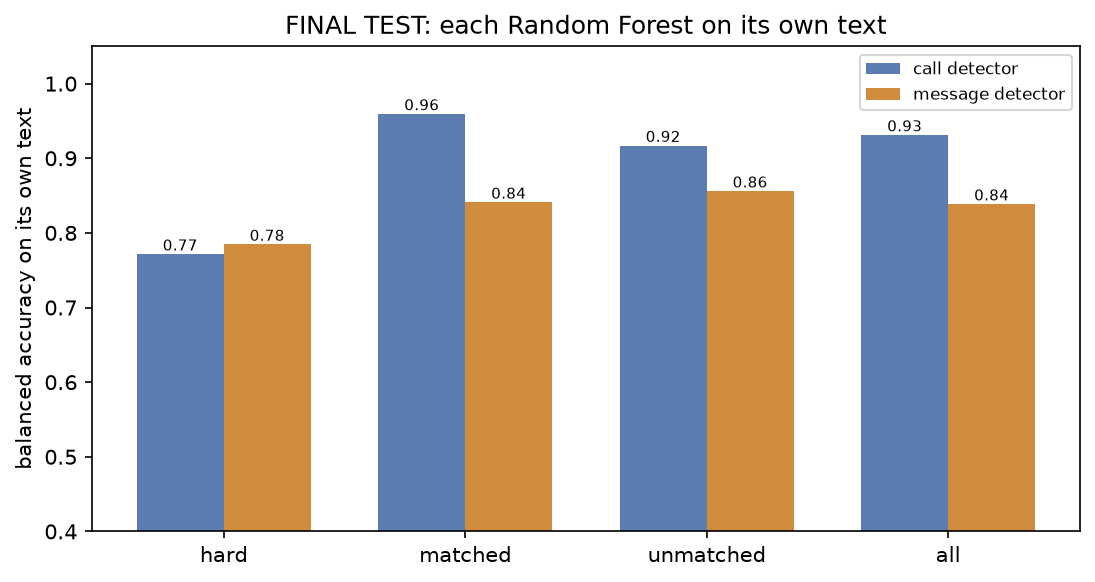 FINAL TEST: each Random Forest on its own text
call detector
message detector
balanced accuracy on its own text
1.0
0.9
0.8
0.7
0.6
0.5
0.4
0.77
0.78
0.96
0.84
0.92
0.86
0.93
0.84
hard
matched
unmatched
all